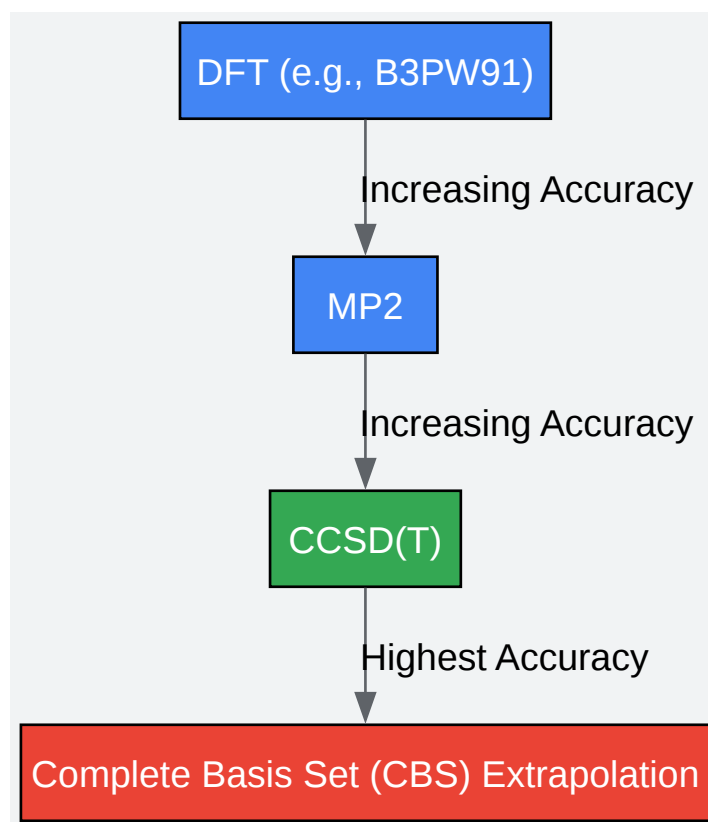 DFT (e.g., B3PW91)
Increasing Accuracy
MP2
Increasing Accuracy
CCSD(T)
Highest Accuracy
Complete Basis Set (CBS) Extrapolation